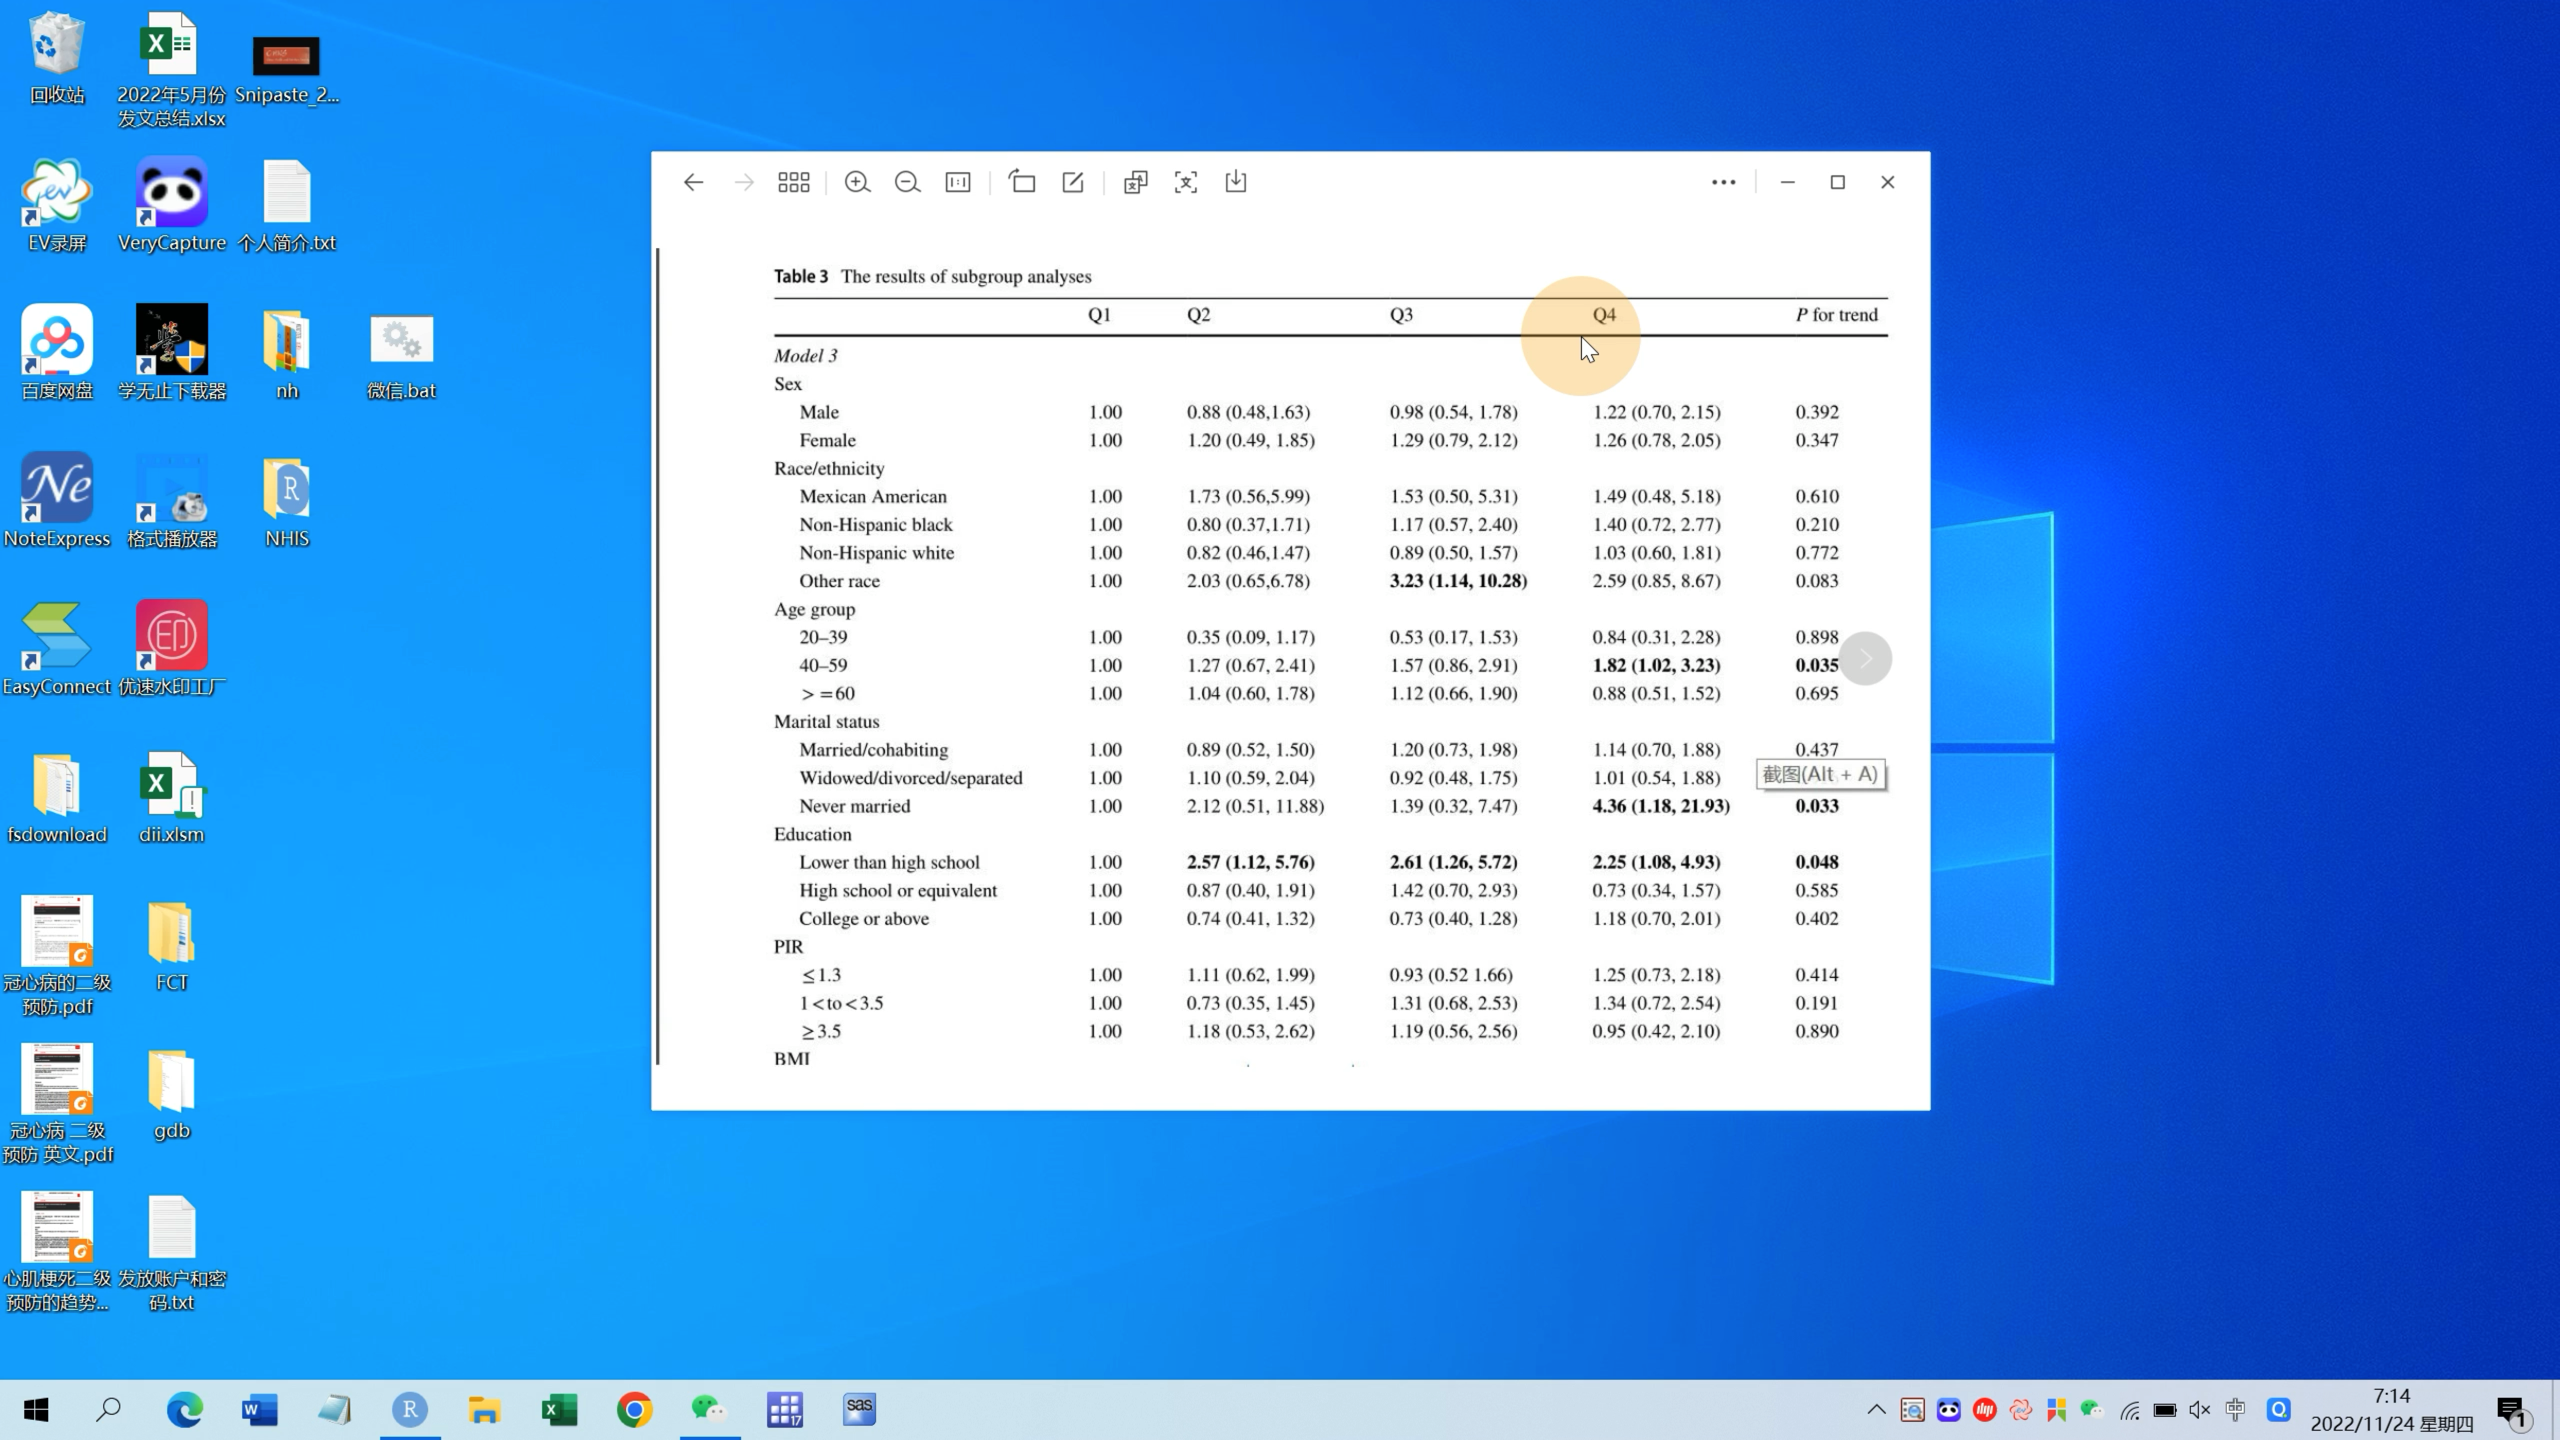 回收站
2022年5月份
发文总结.xlsx
Snipaste_2...
EV录屏
VeryCapture
个人简介.txt
百度网盘
学无止下载器
nh
微信.bat
NoteExpress
格式播放器
NHIS
EasyConnect
优速水印工厂
fsdownload
dii.xlsm
冠心病的二级
预防.pdf
FCT
冠心病 二级
预防 英文.pdf
gdb
心肌梗死二级
预防的趋势...
发放账户和密
码.txt
Table 3 The results of subgroup analyses
Q1 Q2 Q3 Q4 P for trend
Model 3
Sex
Male 1.00 0.88 (0.48,1.63) 0.98 (0.54, 1.78) 1.22 (0.70, 2.15) 0.392
Female 1.00 1.20 (0.49, 1.85) 1.29 (0.79, 2.12) 1.26 (0.78, 2.05) 0.347
Race/ethnicity
Mexican American 1.00 1.73 (0.56,5.99) 1.53 (0.50, 5.31) 1.49 (0.48, 5.18) 0.610
Non-Hispanic black 1.00 0.80 (0.37,1.71) 1.17 (0.57, 2.40) 1.40 (0.72, 2.77) 0.210
Non-Hispanic white 1.00 0.82 (0.46,1.47) 0.89 (0.50, 1.57) 1.03 (0.60, 1.81) 0.772
Other race 1.00 2.03 (0.65,6.78) 3.23 (1.14, 10.28) 2.59 (0.85, 8.67) 0.083
Age group
20–39 1.00 0.35 (0.09, 1.17) 0.53 (0.17, 1.53) 0.84 (0.31, 2.28) 0.898
40–59 1.00 1.27 (0.67, 2.41) 1.57 (0.86, 2.91) 1.82 (1.02, 3.23) 0.035
> =60 1.00 1.04 (0.60, 1.78) 1.12 (0.66, 1.90) 0.88 (0.51, 1.52) 0.695
Marital status
Married/cohabiting 1.00 0.89 (0.52, 1.50) 1.20 (0.73, 1.98) 1.14 (0.70, 1.88) 0.437
Widowed/divorced/separated 1.00 1.10 (0.59, 2.04) 0.92 (0.48, 1.75) 1.01 (0.54, 1.88)
截图(Alt + A)
Never married 1.00 2.12 (0.51, 11.88) 1.39 (0.32, 7.47) 4.36 (1.18, 21.93) 0.033
Education
Lower than high school 1.00 2.57 (1.12, 5.76) 2.61 (1.26, 5.72) 2.25 (1.08, 4.93) 0.048
High school or equivalent 1.00 0.87 (0.40, 1.91) 1.42 (0.70, 2.93) 0.73 (0.34, 1.57) 0.585
College or above 1.00 0.74 (0.41, 1.32) 0.73 (0.40, 1.28) 1.18 (0.70, 2.01) 0.402
PIR
≤1.3 1.00 1.11 (0.62, 1.99) 0.93 (0.52 1.66) 1.25 (0.73, 2.18) 0.414
1<to<3.5 1.00 0.73 (0.35, 1.45) 1.31 (0.68, 2.53) 1.34 (0.72, 2.54) 0.191
≥3.5 1.00 1.18 (0.53, 2.62) 1.19 (0.56, 2.56) 0.95 (0.42, 2.10) 0.890
BMI
中
7:14
2022/11/24 星期四
1